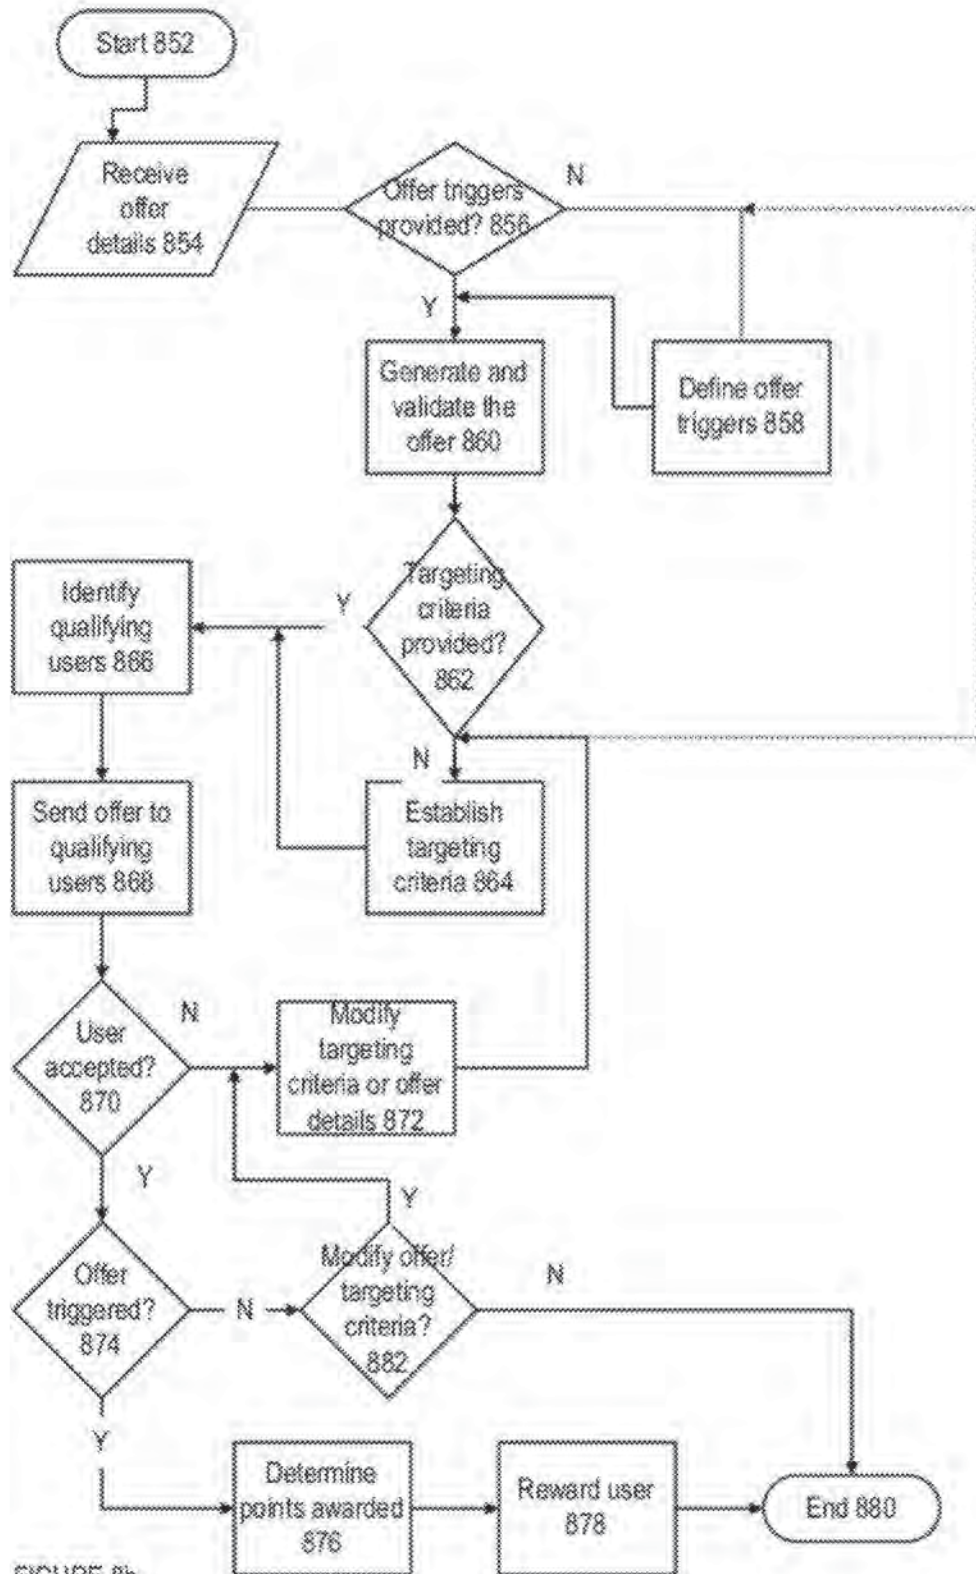 Start 852
Receive
offer
details 854
Offer triggers
provided? 856
N
Y
Generate and
validate the
offer 860
Define offer
triggers 858
Targeting
criteria
provided?
862
Y
N
Identify
qualifying
users 866
Send offer to
qualifying
users 868
Establish
targeting
criteria 864
User
accepted?
870
N
Modify
targeting
criteria or offer
details 872
Y
Y
Offer
triggered?
874
N
Modify offer/
targeting
criteria?
882
N
Y
Determine
points awarded
876
Reward user
878
End 880